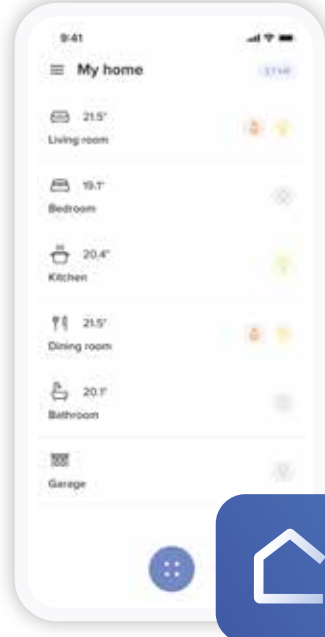 9:41
My home
21.5°
Living room
19.1°
Bedroom
20.4°
Kitchen
21.5°
Dining room
20.1°
Bathroom
Garage